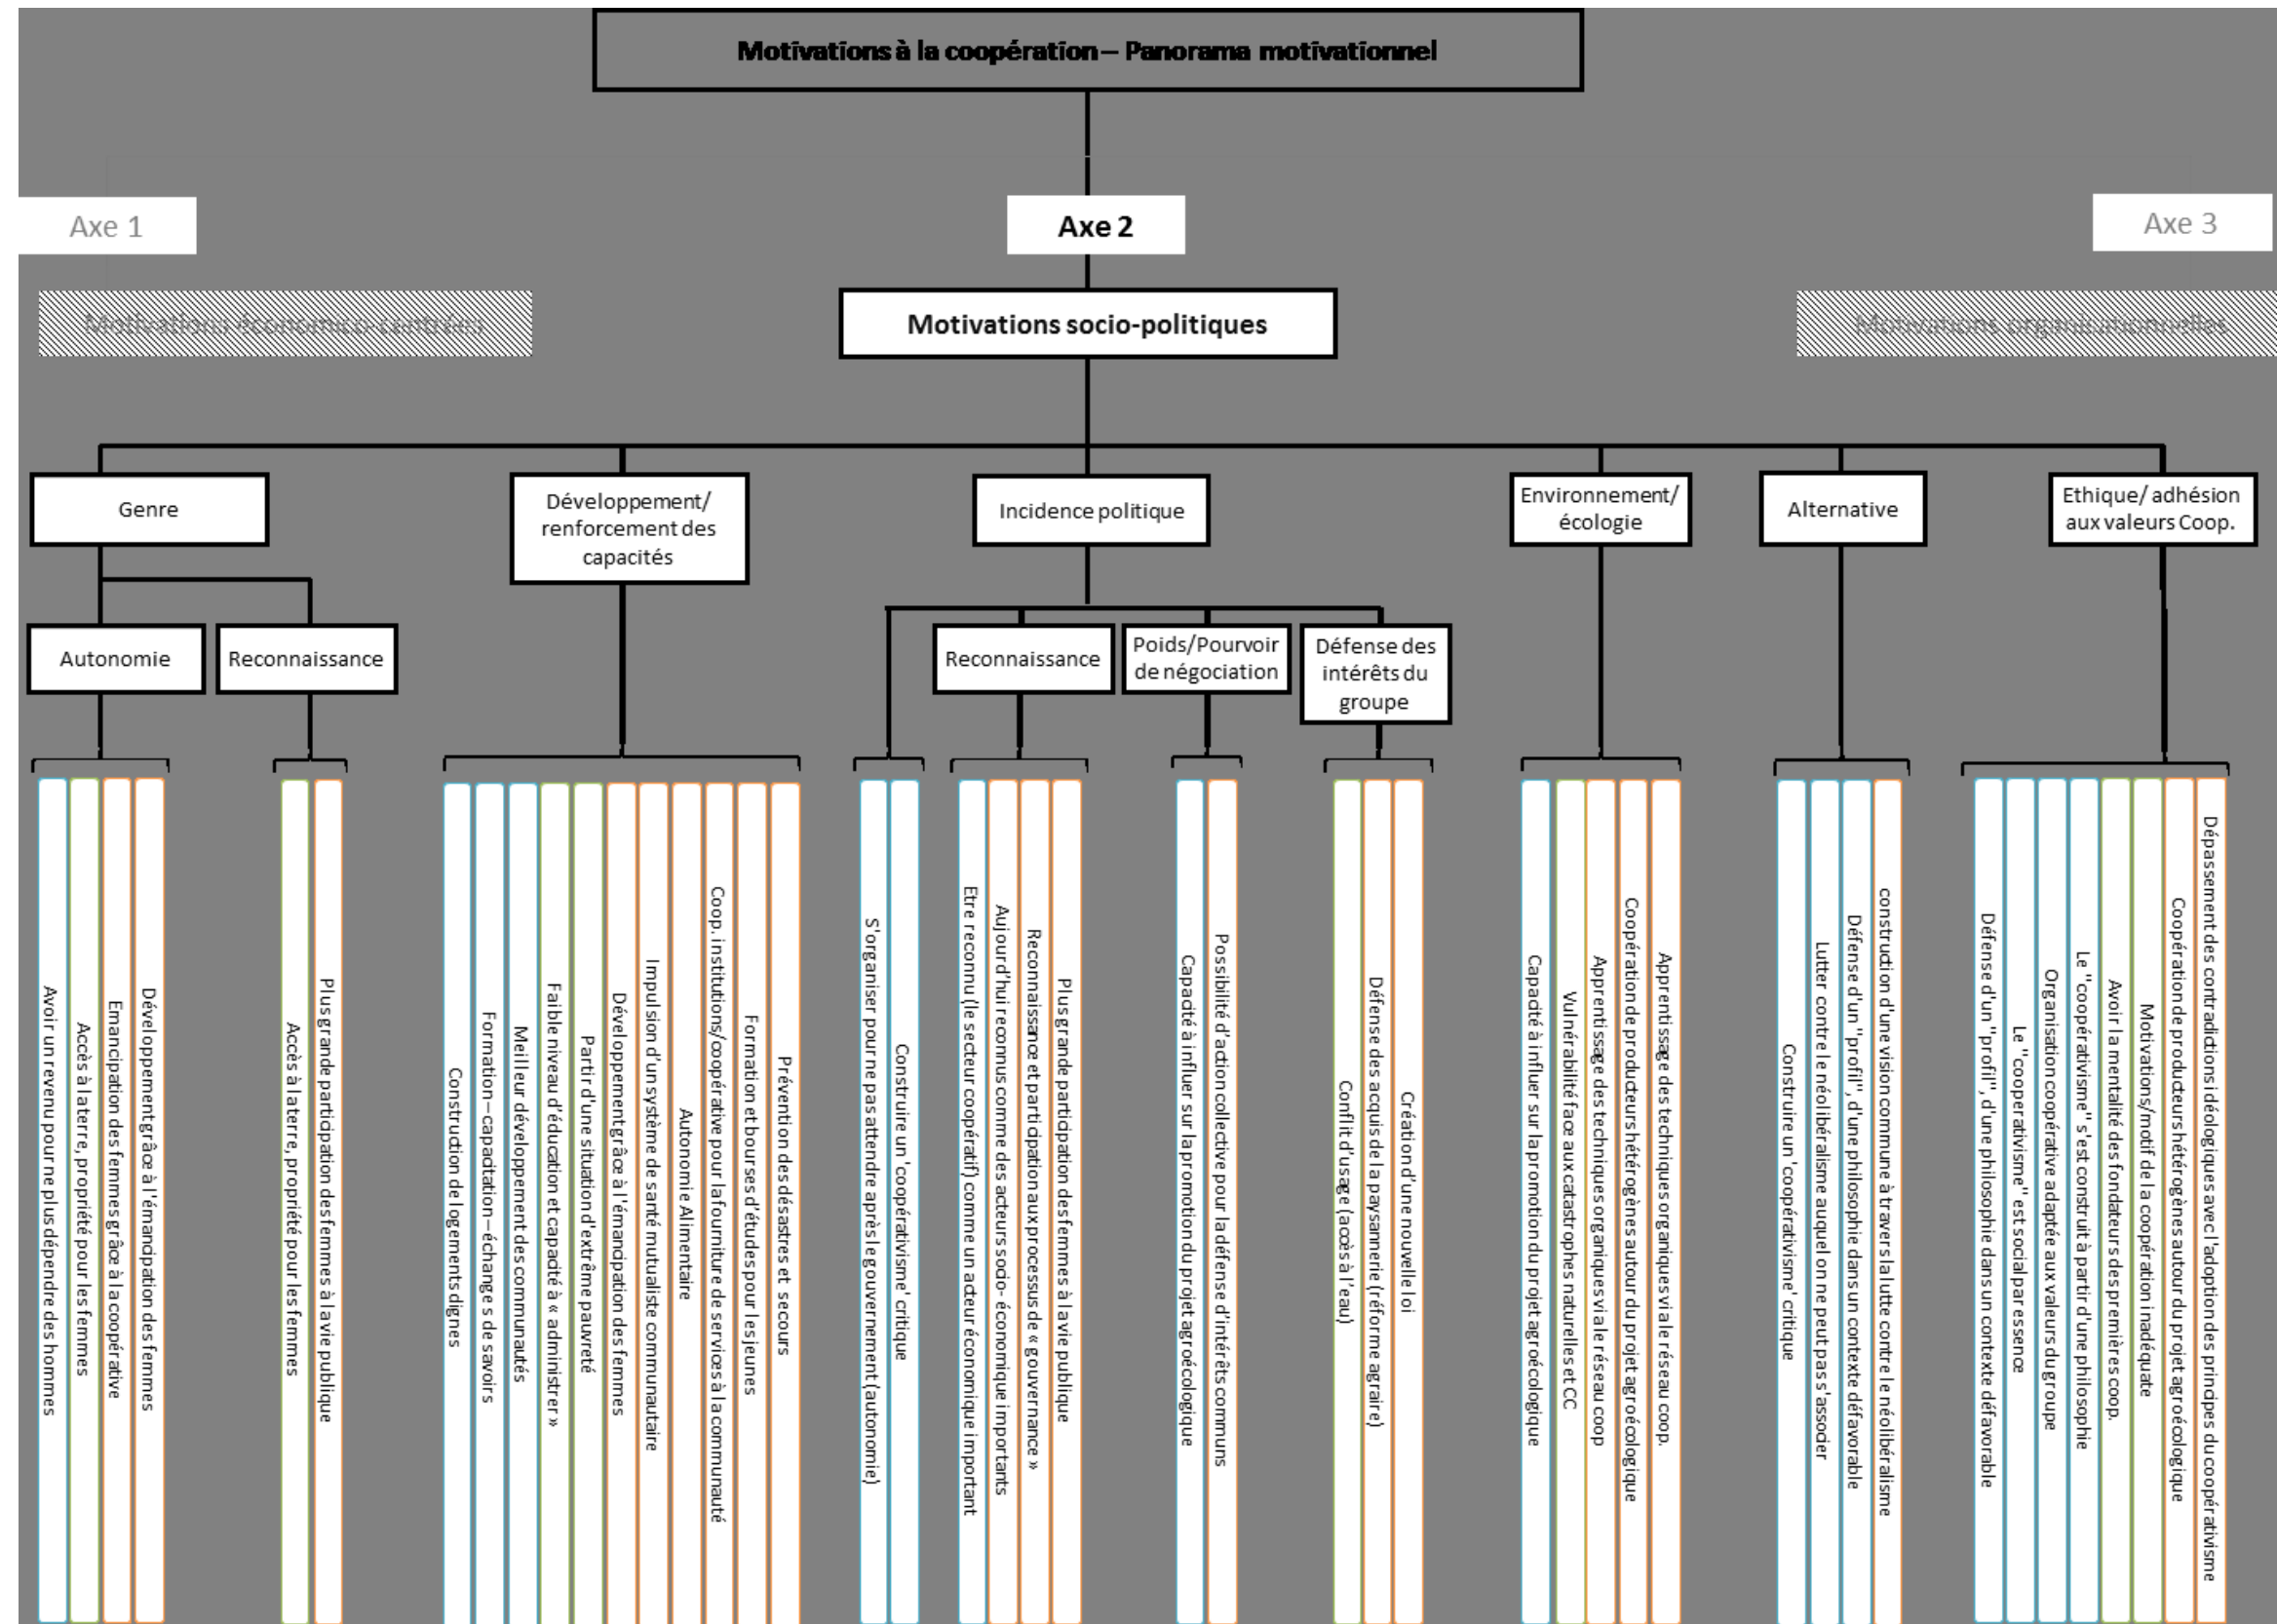 Motivations à la coopération – Panorama motivationnel
Axe 1
Axe 2
Axe 3
Motivations économico-centrées
Motivations socio-politiques
Motivations organisationnelles
Genre
Développement/
renforcement des
capacités
Incidence politique
Environnement/
écologie
Alternative
Ethique/ adhésion
aux valeurs Coop.
Autonomie
Reconnaissance
Reconnaissance
Poids/Pourvoir
de négociation
Défense des
intérêts du
groupe
Avoir un revenu pour ne plus dépendre des hommes
Accès à la terre, propriété pour les femmes
Emancipation des femmes grâce à la coopérative
Développement grâce à l'émancipation des femmes
Accès à la terre, propriété pour les femmes
Plus grande participation des femmes à la vie publique
Construction de logements dignes
Formation – capacitation – échange s de savoirs
Meilleur développement des communautés
Faible niveau d'éducation et capacité à « administrer »
Partir d'une situation d'extrême pauvreté
Développement grâce à l'émancipation des femmes
Impulsion d'un système de santé mutualiste communautaire
Autonomie Alimentaire
Coop. institutions/coopérative pour la fourniture de services à la communauté
Formation et bourses d'études pour les jeunes
Prévention des désastres et secours
S'organiser pour ne pas attendre après le gouvernement (autonomie)
Construire un 'coopérativisme' critique
Etre reconnu (le secteur coopératif) comme un acteur économique important
Aujourd'hui reconnus comme des acteurs socio- économique importants
Reconnaissance et participation aux processus de « gouvernance »
Plus grande participation des femmes à la vie publique
Capacité à influer sur la promotion du projet agroécologique
Possibilité d'action collective pour la défense d'intérêts communs
Conflit d'usage (accès à l'eau)
Défense des acquis de la paysannerie (réforme agraire)
Création d'une nouvelle loi
Capacité à influer sur la promotion du projet agroécologique
Vulnérabilité face aux catastrophes naturelles et CC
Apprentissage des techniques organiques via le réseau coop
Coopération de producteurs hétérogènes autour du projet agroécologique
Apprentissage des techniques organiques via le réseau coop.
Construire un 'coopérativisme' critique
Lutter contre le néolibéralisme auquel on ne peut pas s'associer
Défense d'un "profil", d'une philosophie dans un contexte défavorable
construction d'une vision commune à travers la lutte contre le néolibéralisme
Défense d'un "profil", d'une philosophie dans un contexte défavorable
Le "cooperativisme" est social par essence
Organisation coopérative adaptée aux valeurs du groupe
Le "coopérativisme" s'est construit à partir d'une philosophie
Avoir la mentalité des fondateurs des premières coop.
Motivations/motif de la coopération inadéquate
Coopération de producteurs hétérogènes autour du projet agroécologique
Dépassement des contradictions idéologiques avec l'adoption des principes du coopérativisme